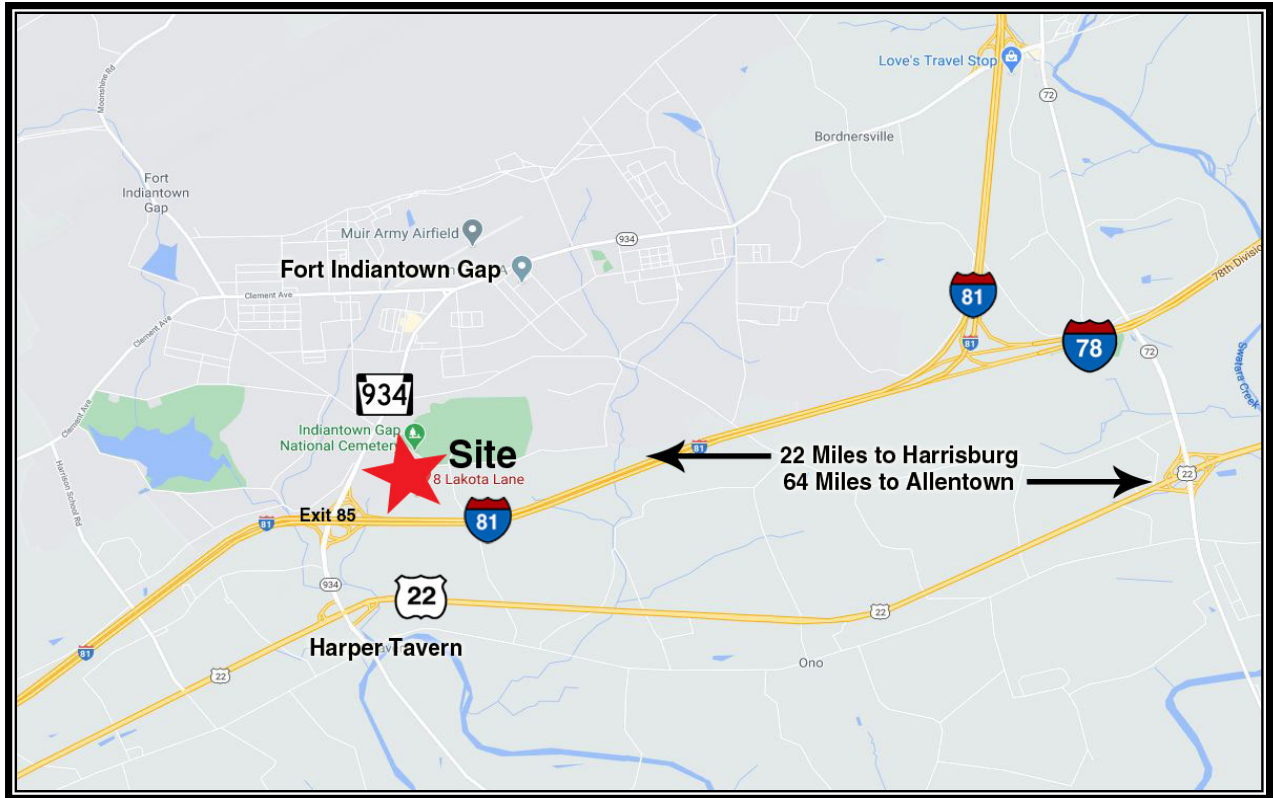 Love's Travel Stop
Moonshine Rd
72
Bordnersville
Fort
Indiantown
Gap
Muir Army Airfield
934
78th Division
Fort Indiantown Gap
A
Clement Ave
81
Clement Ave
81
78
72
Swatara Creek
934
Clement Ave
Indiantown Gap
National Cemetery
Site
8 Lakota Lane
81
22 Miles to Harrisburg
64 Miles to Allentown
22
Harrison School Rd
Exit 85
81
81
934
22
22
Harper Tavern
81
22
Ono